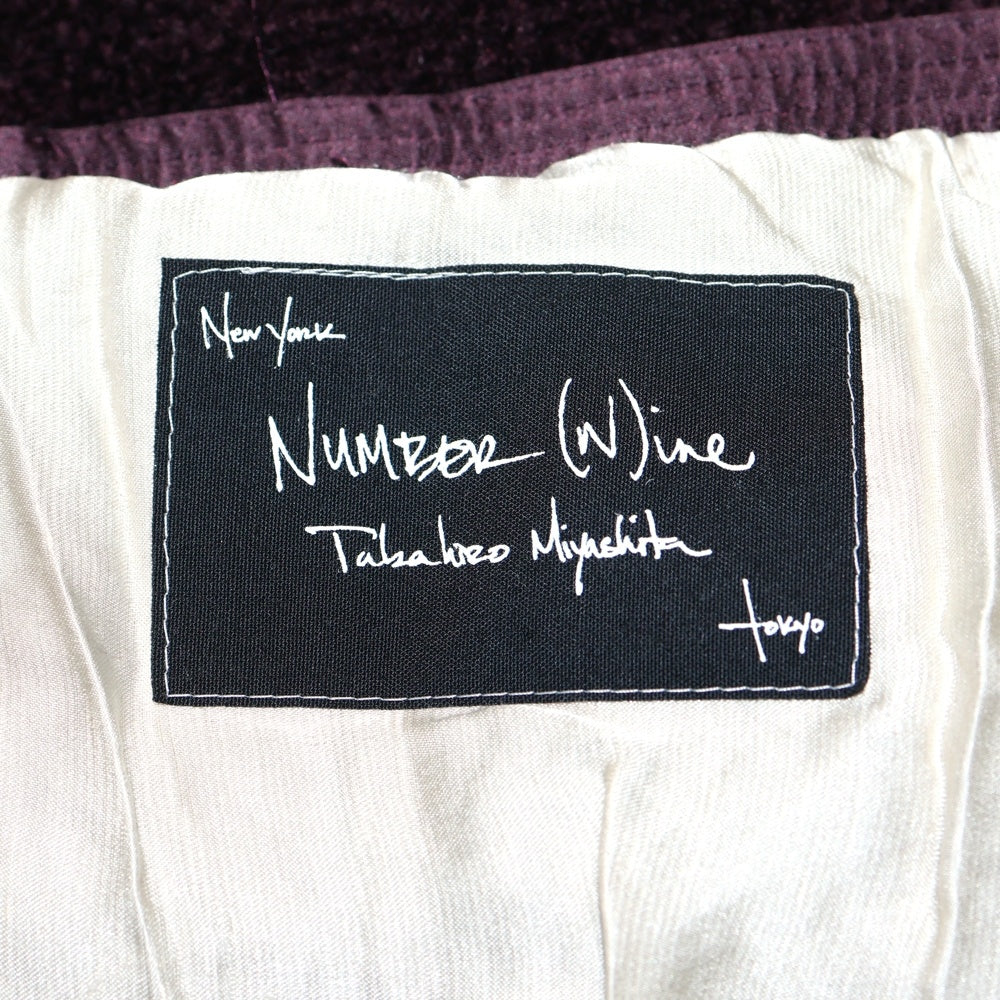 New York
NUMBER (N)ine
Takahiro Miyashita
tokyo